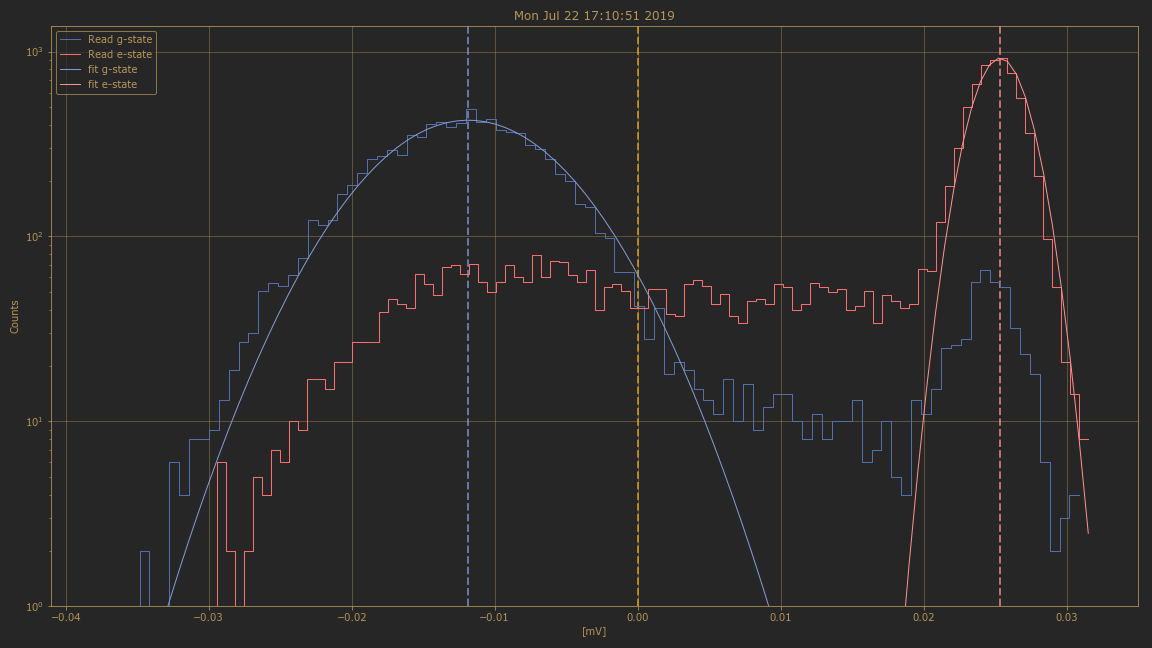 Mon Jul 22 17:10:51 2019
Read g-state
Read e-state
fit g-state
fit e-state
10³
10²
10¹
10⁰
Counts
−0.04 −0.03 −0.02 −0.01 0.00 0.01 0.02 0.03
[mV]